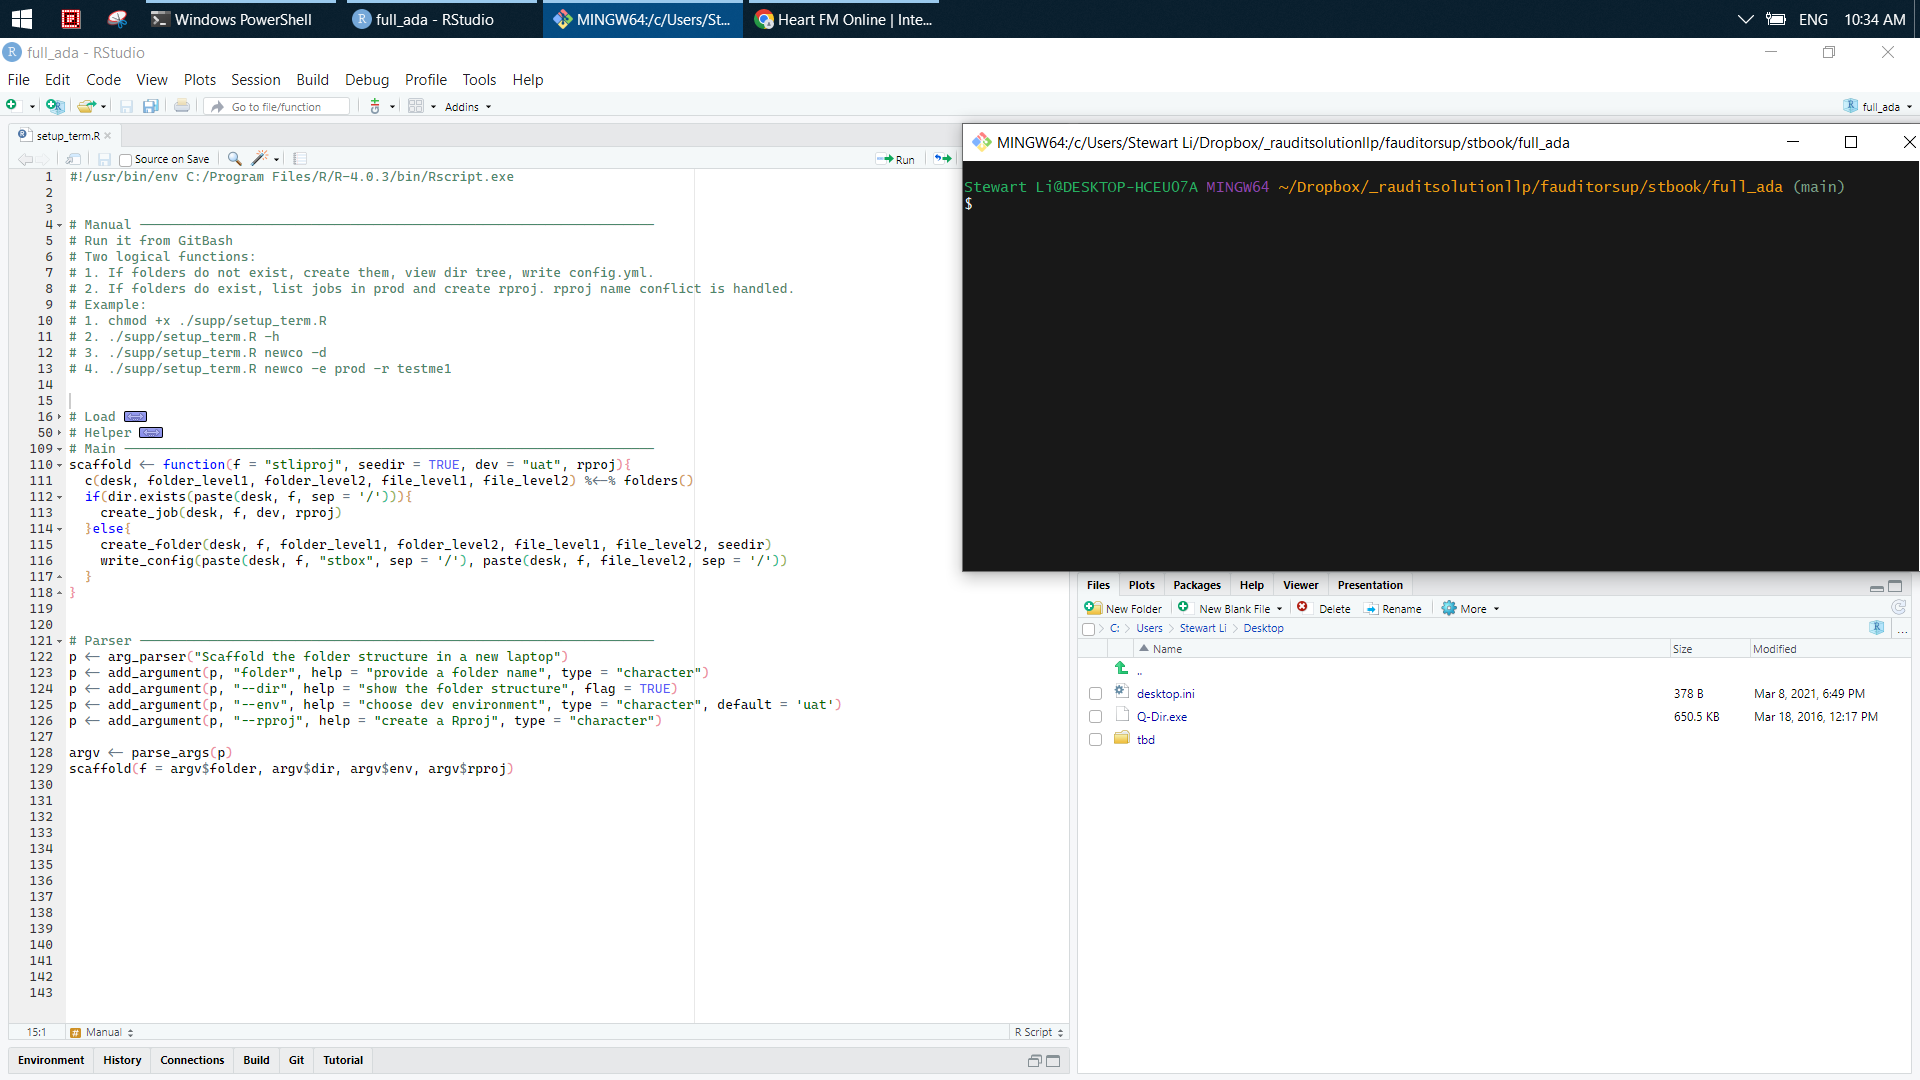 Windows PowerShell
full_ada - RStudio
MINGW64:/c/Users/St...
Heart FM Online | Inte...
ENG
10:34 AM
full_ada - RStudio
File Edit Code View Plots Session Build Debug Profile Tools Help
Go to file/function
Addins
full_ada
setup_term.R
Source on Save
Run
1 #!/usr/bin/env C:/Program Files/R/R-4.0.3/bin/Rscript.exe
2
3
4 # Manual
5 # Run it from GitBash
6 # Two logical functions:
7 # 1. If folders do not exist, create them, view dir tree, write config.yml.
8 # 2. If folders do exist, list jobs in prod and create rproj. rproj name conflict is handled.
9 # Example:
10 # 1. chmod +x ./supp/setup_term.R
11 # 2. ./supp/setup_term.R -h
12 # 3. ./supp/setup_term.R newco -d
13 # 4. ./supp/setup_term.R newco -e prod -r testme1
14
15
16 # Load
50 # Helper
109 # Main
110 scaffold <- function(f = "stliproj", seedir = TRUE, dev = "uat", rproj){
111 c(desk, folder_level1, folder_level2, file_level1, file_level2) %<-% folders()
112 if(dir.exists(paste(desk, f, sep = '/'))){
113 create_job(desk, f, dev, rproj)
114 }else{
115 create_folder(desk, f, folder_level1, folder_level2, file_level1, file_level2, seedir)
116 write_config(paste(desk, f, "stbox", sep = '/'), paste(desk, f, file_level2, sep = '/'))
117 }
118 }
119
120
121 # Parser
122 p <- arg_parser("Scaffold the folder structure in a new laptop")
123 p <- add_argument(p, "folder", help = "provide a folder name", type = "character")
124 p <- add_argument(p, "--dir", help = "show the folder structure", flag = TRUE)
125 p <- add_argument(p, "--env", help = "choose dev environment", type = "character", default = 'uat')
126 p <- add_argument(p, "--rproj", help = "create a Rproj", type = "character")
127
128 argv <- parse_args(p)
129 scaffold(f = argv$folder, argv$dir, argv$env, argv$rproj)
130
131
132
133
134
135
136
137
138
139
140
141
142
143
15:1 Manual
R Script
Environment History Connections Build Git Tutorial
MINGW64:/c/Users/Stewart Li/Dropbox/_rauditsolutionllp/fauditorsup/stbook/full_ada
Stewart Li@DESKTOP-HCEUO7A MINGW64 ~/Dropbox/_rauditsolutionllp/fauditorsup/stbook/full_ada (main)
$
Files Plots Packages Help Viewer Presentation
New Folder New Blank File Delete Rename More
C: Users Stewart Li Desktop
...
Name Size Modified
..
desktop.ini 378 B Mar 8, 2021, 6:49 PM
Q-Dir.exe 650.5 KB Mar 18, 2016, 12:17 PM
tbd